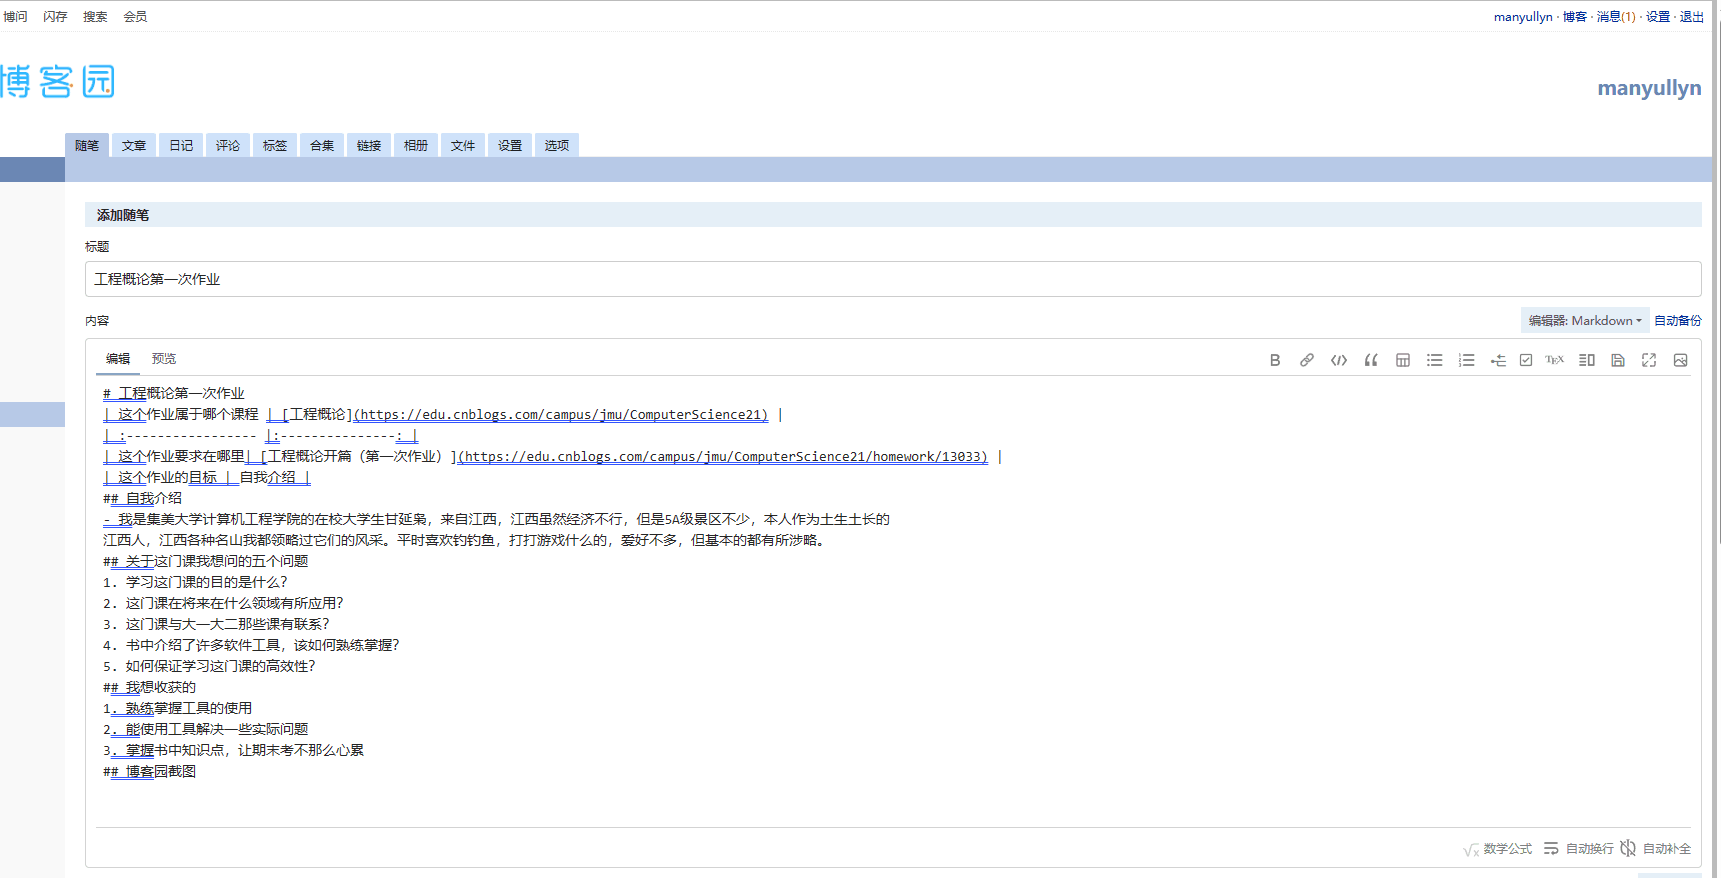 博问 闪存 搜索 会员
manyullyn · 博客 · 消息(1) · 设置 · 退出
博客园
manyullyn
随笔 文章 日记 评论 标签 合集 链接 相册 文件 设置 选项
添加随笔
标题
工程概论第一次作业
内容
编辑器: Markdown 自动备份
编辑 预览
B TEX
# 工程概论第一次作业
| 这个作业属于哪个课程 | [工程概论](https://edu.cnblogs.com/campus/jmu/ComputerScience21) |
| :----------------- |:---------------: |
| 这个作业要求在哪里| [工程概论开篇（第一次作业）](https://edu.cnblogs.com/campus/jmu/ComputerScience21/homework/13033) |
| 这个作业的目标 | 自我介绍 |
## 自我介绍
- 我是集美大学计算机工程学院的在校大学生甘延枭，来自江西，江西虽然经济不行，但是5A级景区不少，本人作为土生土长的
江西人，江西各种名山我都领略过它们的风采。平时喜欢钓钓鱼，打打游戏什么的，爱好不多，但基本的都有所涉略。
## 关于这门课我想问的五个问题
1. 学习这门课的目的是什么?
2. 这门课在将来在什么领域有所应用?
3. 这门课与大一大二那些课有联系?
4. 书中介绍了许多软件工具，该如何熟练掌握?
5. 如何保证学习这门课的高效性?
## 我想收获的
1. 熟练掌握工具的使用
2. 能使用工具解决一些实际问题
3. 掌握书中知识点，让期末考不那么心累
## 博客园截图
数学公式 自动换行 自动补全